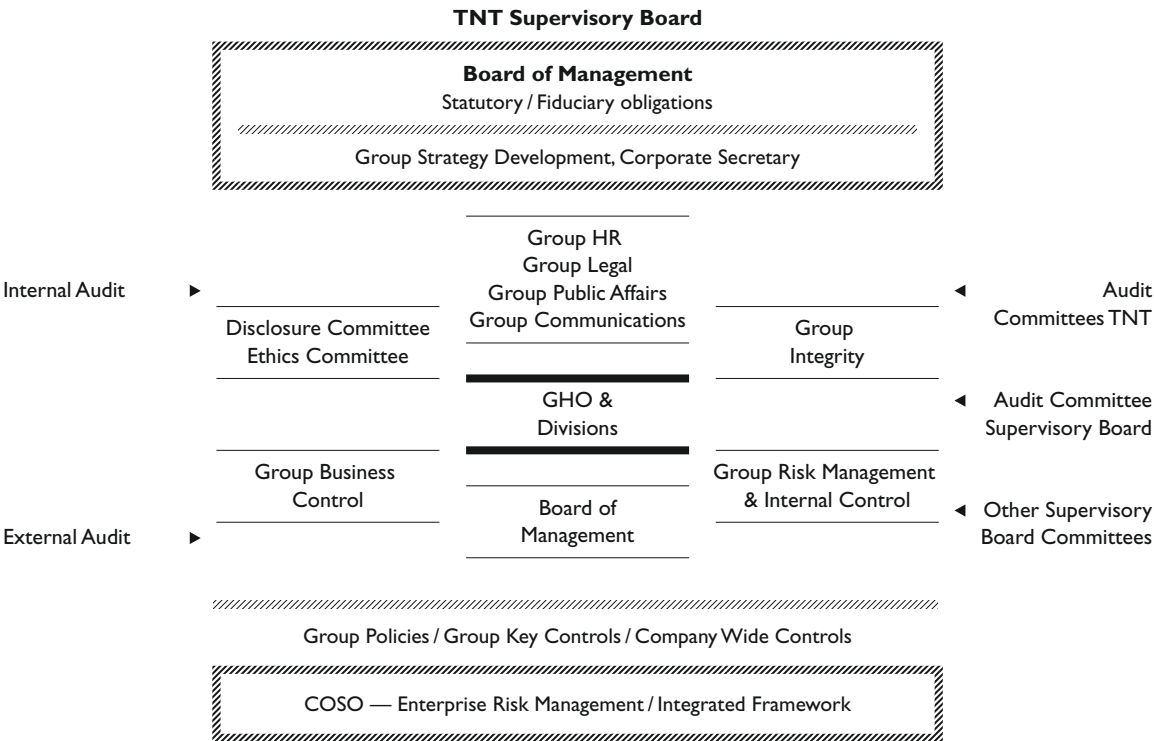 TNT Supervisory Board
Board of Management
Statutory / Fiduciary obligations
Group Strategy Development, Corporate Secretary
Internal Audit
External Audit
Disclosure Committee
Ethics Committee
Group Business
Control
Group HR
Group Legal
Group Public Affairs
Group Communications
GHO &
Divisions
Board of
Management
Group
Integrity
Group Risk Management
& Internal Control
Audit
Committees TNT
Audit Committee
Supervisory Board
Other Supervisory
Board Committees
Group Policies / Group Key Controls / Company Wide Controls
COSO — Enterprise Risk Management / Integrated Framework